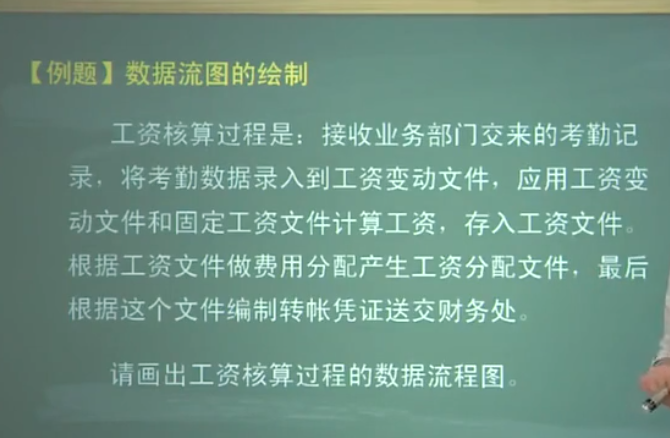 【例题】数据流图的绘制
工资核算过程是：接收业务部门交来的考勤记
录，将考勤数据录入到工资变动文件，应用工资变
动文件和固定工资文件计算工资，存入工资文件。
根据工资文件做费用分配产生工资分配文件，最后
根据这个文件编制转帐凭证送交财务处。
请画出工资核算过程的数据流程图。